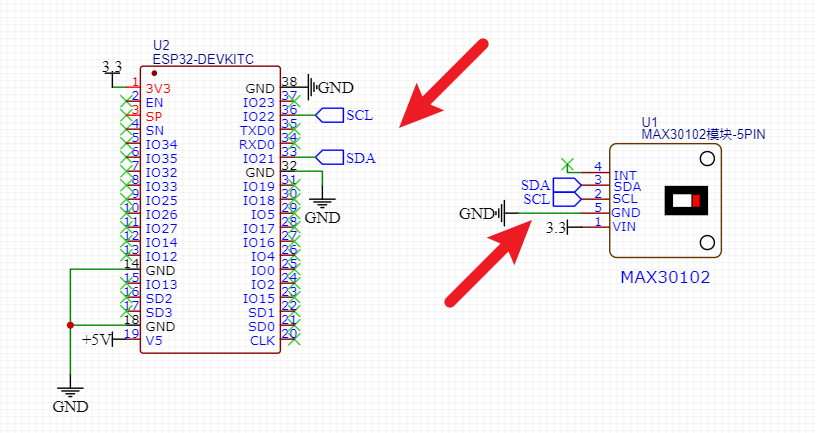 U2
ESP32-DEVKITC
3.3
1
3V3
2
EN
3
SP
4
SN
5
IO34
6
IO35
7
IO32
8
IO33
9
IO25
10
IO26
11
IO27
12
IO14
13
IO12
14
GND
15
IO13
16
SD2
17
SD3
18
GND
+5V
19
V5
GND
GND
38
GND
IO23
37
IO22
36
SCL
TXD0
35
RXD0
34
IO21
33
SDA
GND
32
IO19
31
IO18
30
IO5
29
GND
IO17
28
IO16
27
IO4
26
IO0
25
IO2
24
IO15
23
SD1
22
SD0
21
CLK
20
U1
MAX30102模块-5PIN
4
INT
SDA
3
SDA
SCL
2
SCL
GND
5
GND
3.3
1
VIN
MAX30102